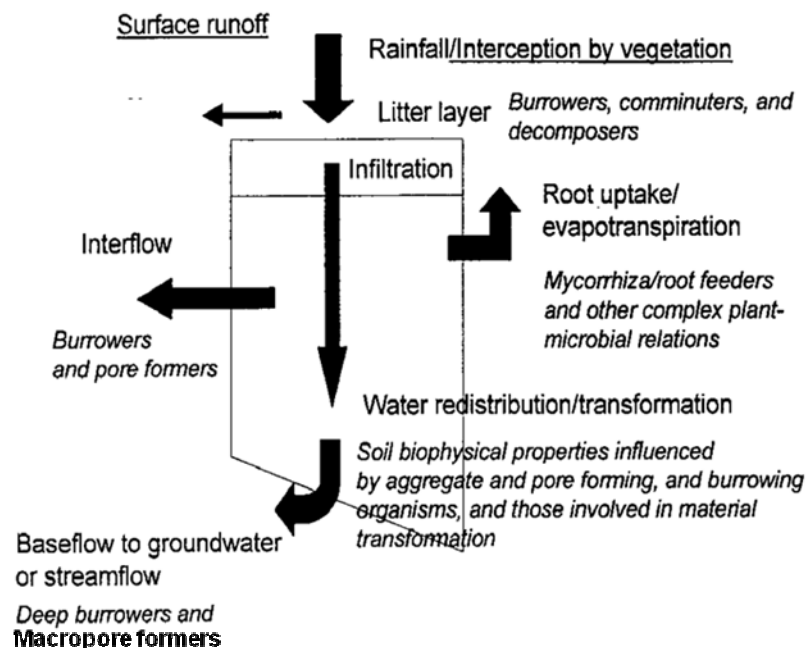 Surface runoff
Rainfall/Interception by vegetation
Litter layer
Burrowers, comminuters, and
decomposers
Infiltration
Root uptake/
evapotranspiration
Mycorrhiza/root feeders
and other complex plant-
microbial relations
Interflow
Burrowers
and pore formers
Water redistribution/transformation
Soil biophysical properties influenced
by aggregate and pore forming, and burrowing
organisms, and those involved in material
transformation
Baseflow to groundwater
or streamflow
Deep burrowers and
Macropore formers